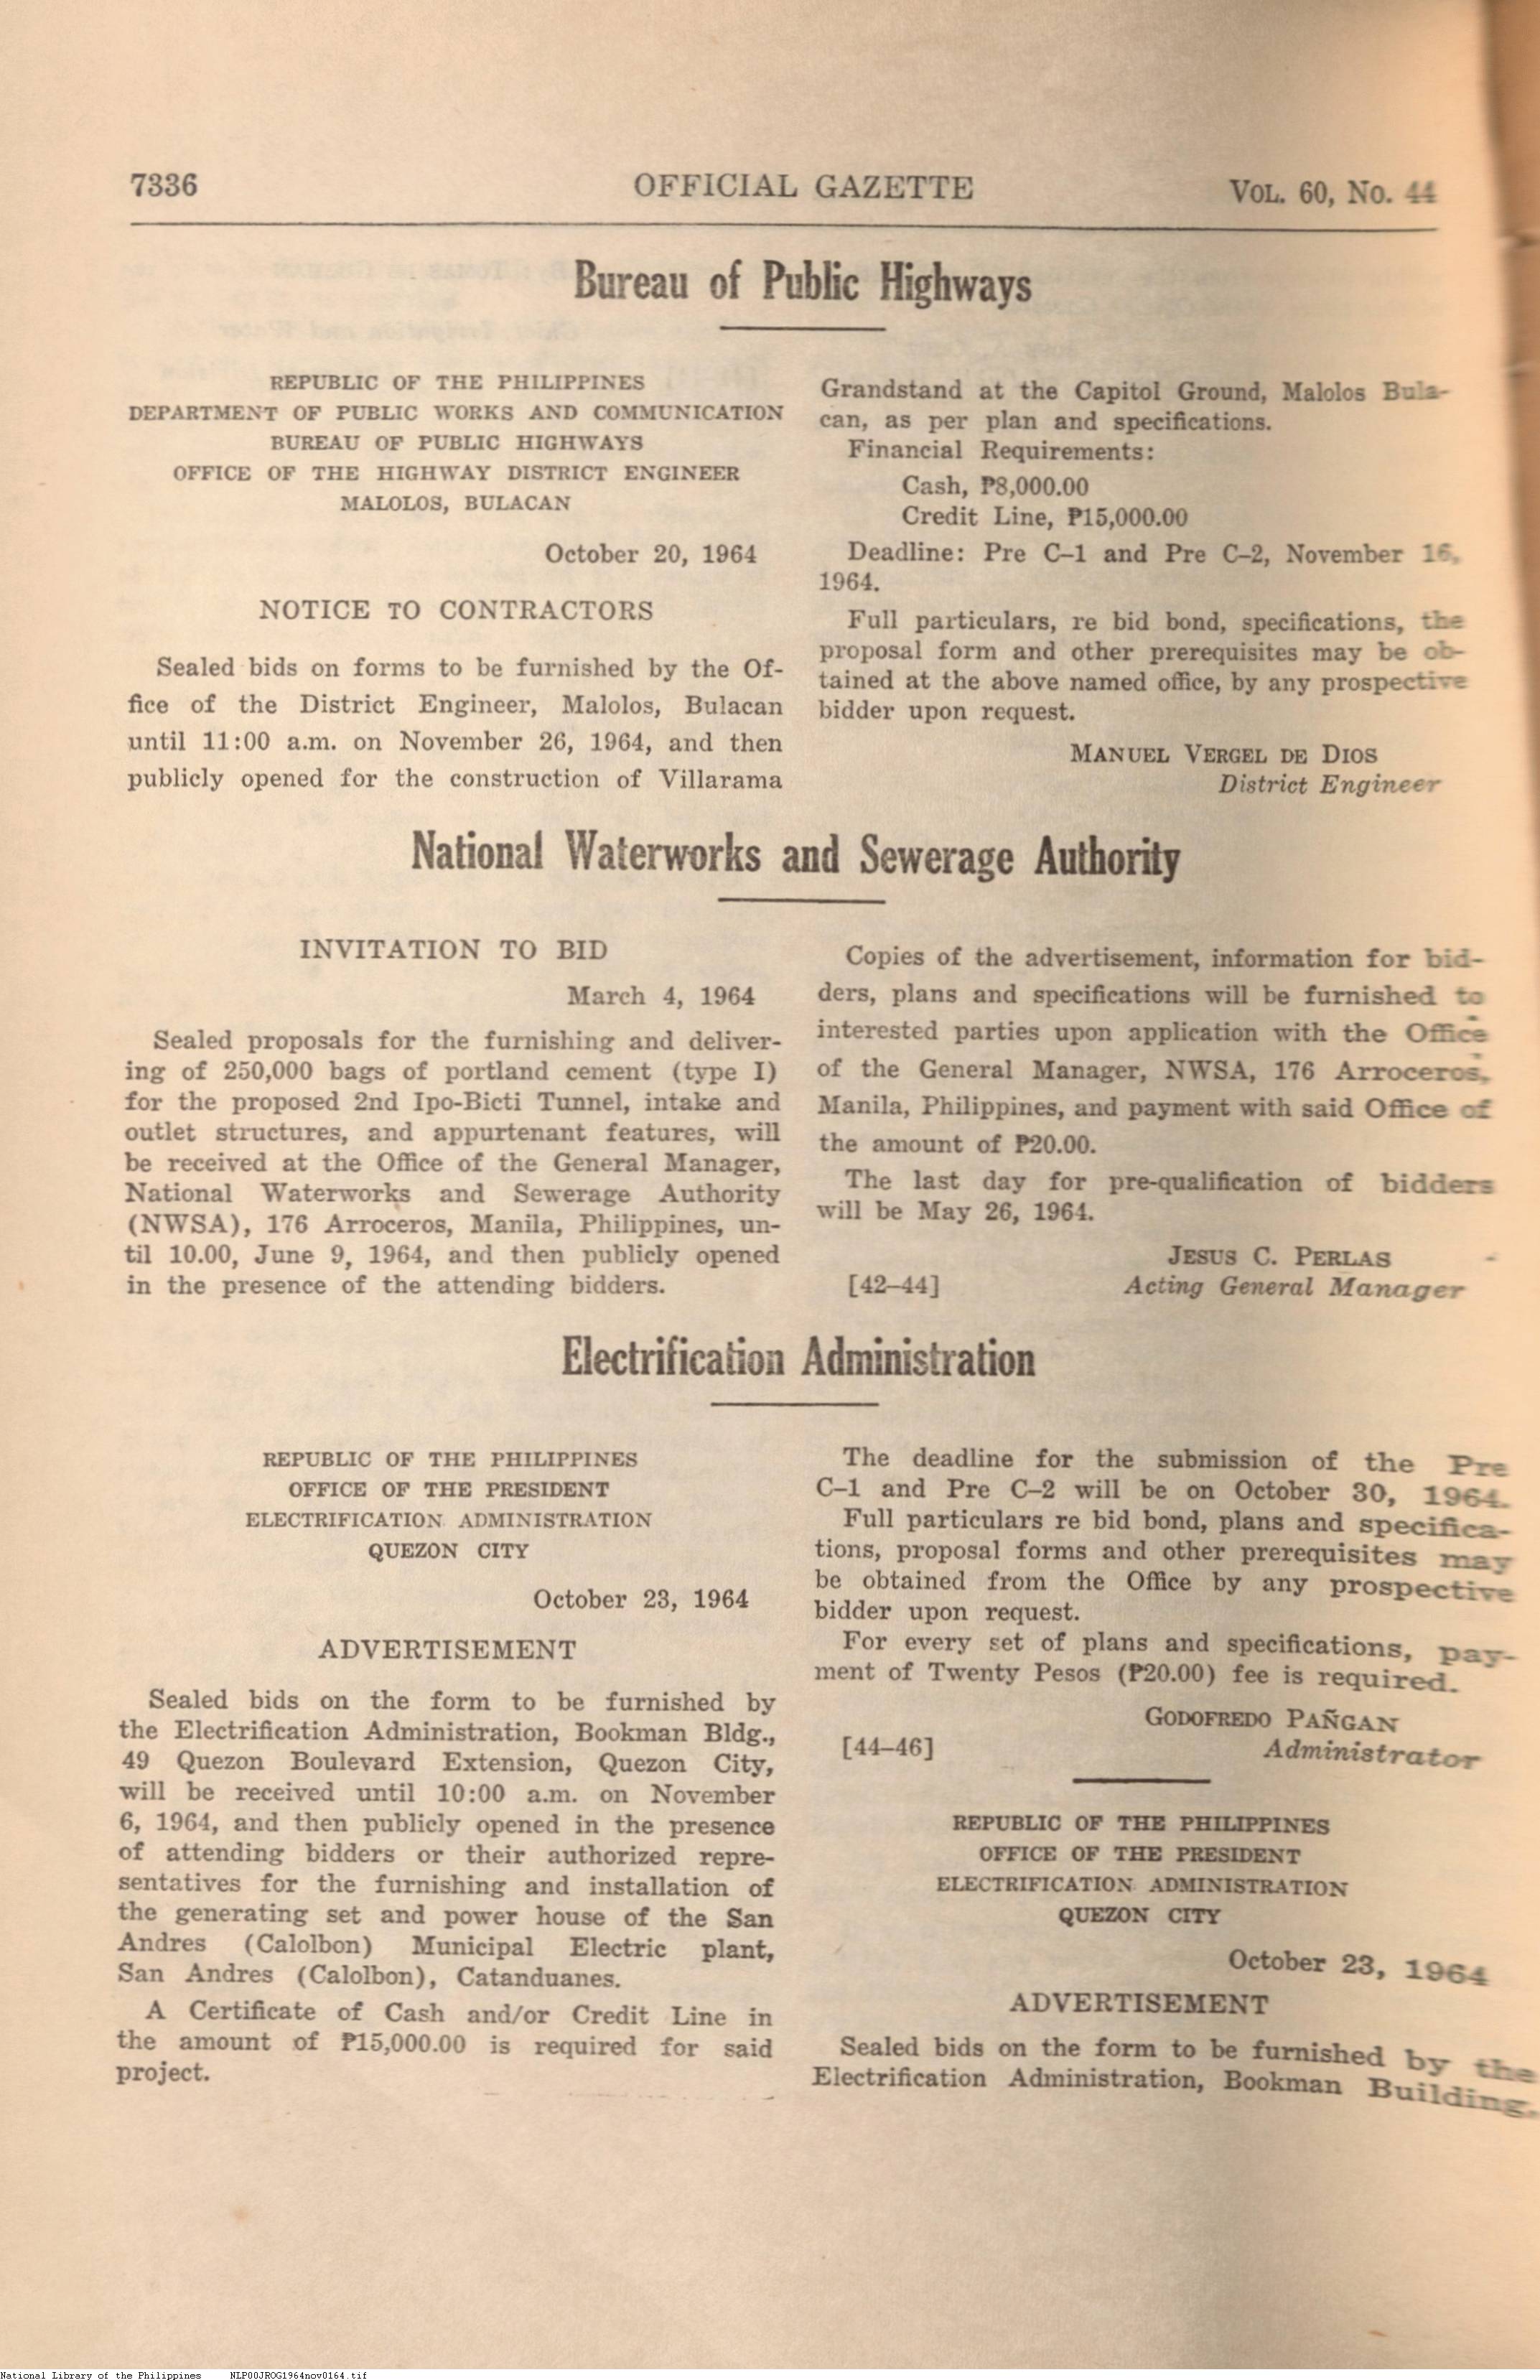 7336
OFFICIAL GAZETTE
VOL. 60, No. 44
Bureau of Public Highways
REPUBLIC OF THE PHILIPPINES
DEPARTMENT OF PUBLIC WORKS AND COMMUNICATION
BUREAU OF PUBLIC HIGHWAYS
OFFICE OF THE HIGHWAY DISTRICT ENGINEER
MALOLOS, BULACAN
October 20, 1964
NOTICE TO CONTRACTORS
Sealed bids on forms to be furnished by the Of-
fice of the District Engineer, Malolos, Bulacan
until 11:00 a.m. on November 26, 1964, and then
publicly opened for the construction of Villarama
Grandstand at the Capitol Ground, Malolos Bula-
can, as per plan and specifications.
Financial Requirements:
Cash, ₱8,000.00
Credit Line, ₱15,000.00
Deadline: Pre C–1 and Pre C–2, November 16,
1964.
Full particulars, re bid bond, specifications, the
proposal form and other prerequisites may be ob-
tained at the above named office, by any prospective
bidder upon request.
MANUEL VERGEL DE DIOS
District Engineer
National Waterworks and Sewerage Authority
INVITATION TO BID
March 4, 1964
Sealed proposals for the furnishing and deliver-
ing of 250,000 bags of portland cement (type I)
for the proposed 2nd Ipo-Bicti Tunnel, intake and
outlet structures, and appurtenant features, will
be received at the Office of the General Manager,
National Waterworks and Sewerage Authority
(NWSA), 176 Arroceros, Manila, Philippines, un-
til 10.00, June 9, 1964, and then publicly opened
in the presence of the attending bidders.
Copies of the advertisement, information for bid-
ders, plans and specifications will be furnished to
interested parties upon application with the Office
of the General Manager, NWSA, 176 Arroceros,
Manila, Philippines, and payment with said Office of
the amount of ₱20.00.
The last day for pre-qualification of bidders
will be May 26, 1964.
JESUS C. PERLAS
[42–44] Acting General Manager
Electrification Administration
REPUBLIC OF THE PHILIPPINES
OFFICE OF THE PRESIDENT
ELECTRIFICATION ADMINISTRATION
QUEZON CITY
October 23, 1964
ADVERTISEMENT
Sealed bids on the form to be furnished by
the Electrification Administration, Bookman Bldg.,
49 Quezon Boulevard Extension, Quezon City,
will be received until 10:00 a.m. on November
6, 1964, and then publicly opened in the presence
of attending bidders or their authorized repre-
sentatives for the furnishing and installation of
the generating set and power house of the San
Andres (Calolbon) Municipal Electric plant,
San Andres (Calolbon), Catanduanes.
A Certificate of Cash and/or Credit Line in
the amount of ₱15,000.00 is required for said
project.
The deadline for the submission of the Pre
C–1 and Pre C–2 will be on October 30, 1964.
Full particulars re bid bond, plans and specifica-
tions, proposal forms and other prerequisites may
be obtained from the Office by any prospective
bidder upon request.
For every set of plans and specifications, pay-
ment of Twenty Pesos (₱20.00) fee is required.
GODOFREDO PAÑGAN
[44–46] Administrator
REPUBLIC OF THE PHILIPPINES
OFFICE OF THE PRESIDENT
ELECTRIFICATION ADMINISTRATION
QUEZON CITY
October 23, 1964
ADVERTISEMENT
Sealed bids on the form to be furnished by the
Electrification Administration, Bookman Building,
National Library of the Philippines NLP00JROG1964nov0164.tif